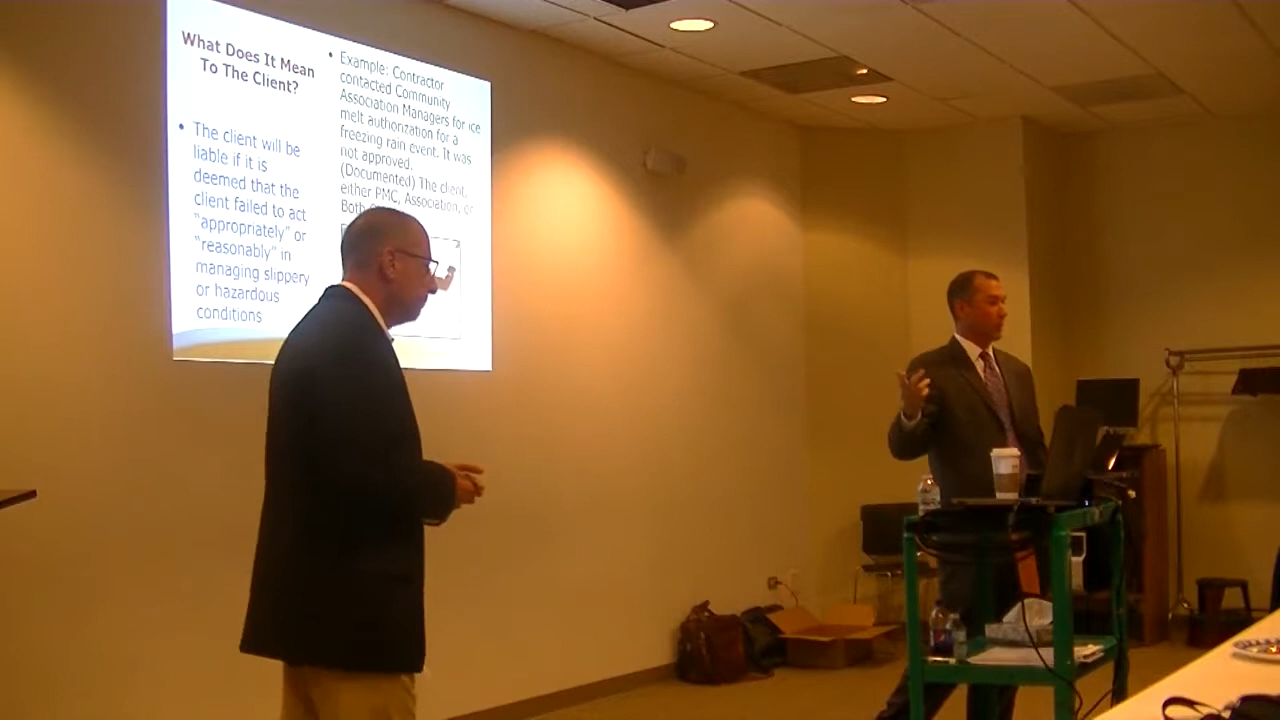 What Does It Mean
To The Client?
• The client will be
liable if it is
deemed that the
client failed to act
"appropriately" or
"reasonably" in
managing slippery
or hazardous
conditions
• Example: Contractor
contacted Community
Association Managers for ice
melt authorization for a
freezing rain event. It was
not approved.
(Documented) The client,
either PMC, Association, or
Both